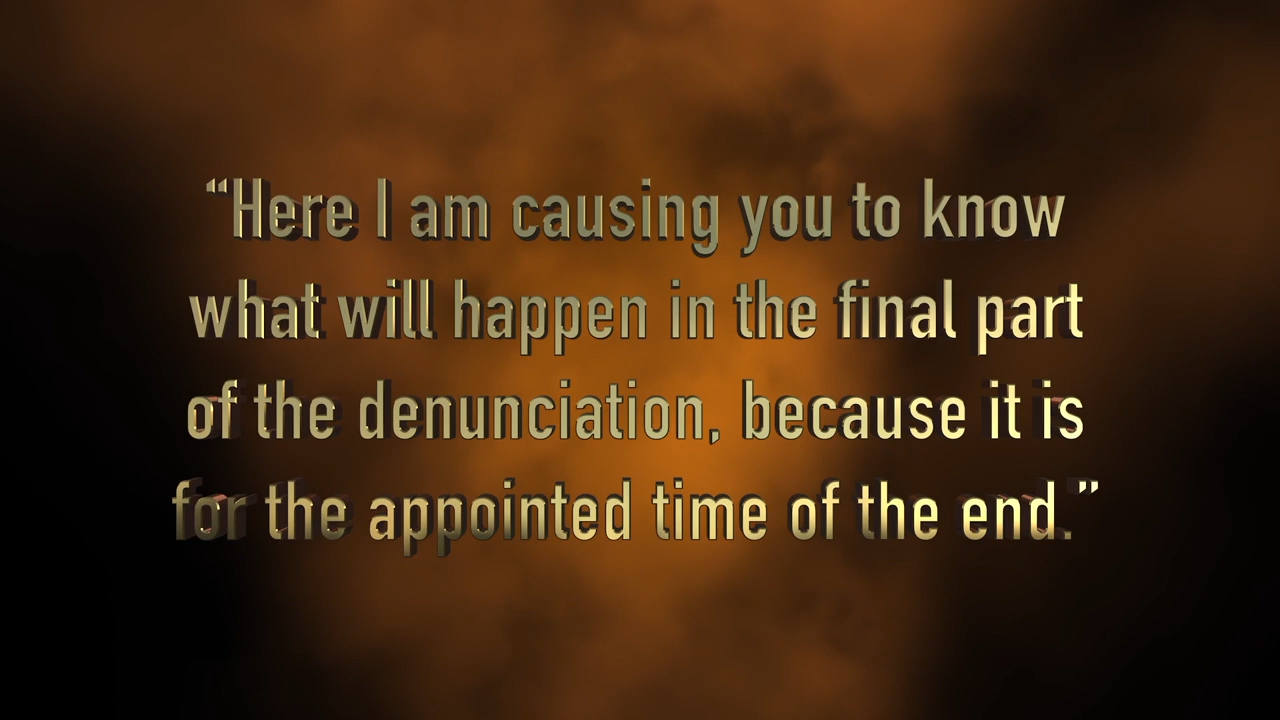 “Here I am causing you to know
what will happen in the final part
of the denunciation, because it is
for the appointed time of the end.”